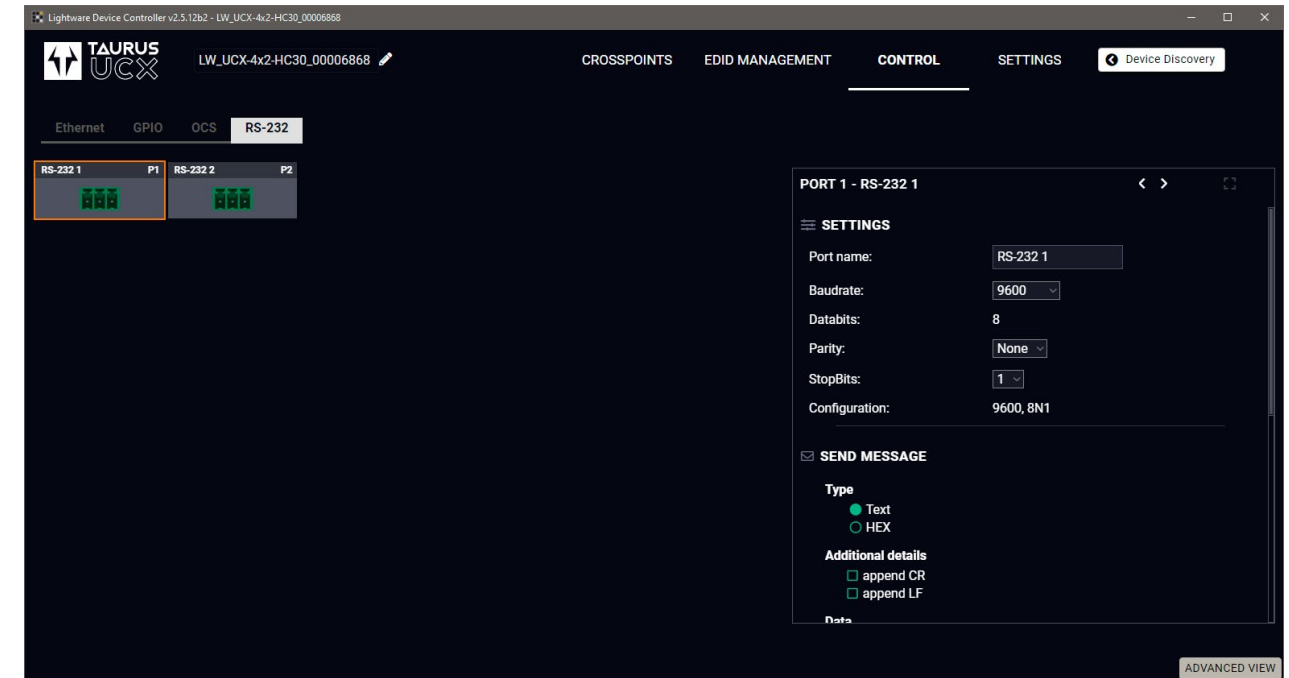 Lightware Device Controller v2.5.12b2 - LW_UCX-4x2-HC30_00006868
TAURUS
UCX
LW_UCX-4x2-HC30_00006868
CROSSPOINTS EDID MANAGEMENT CONTROL SETTINGS Device Discovery
Ethernet GPIO OCS RS-232
RS-232 1 P1 RS-232 2 P2
PORT 1 - RS-232 1
SETTINGS
Port name: RS-232 1
Baudrate: 9600
Databits: 8
Parity: None
StopBits: 1
Configuration: 9600, 8N1
SEND MESSAGE
Type
Text
HEX
Additional details
append CR
append LF
Data
ADVANCED VIEW